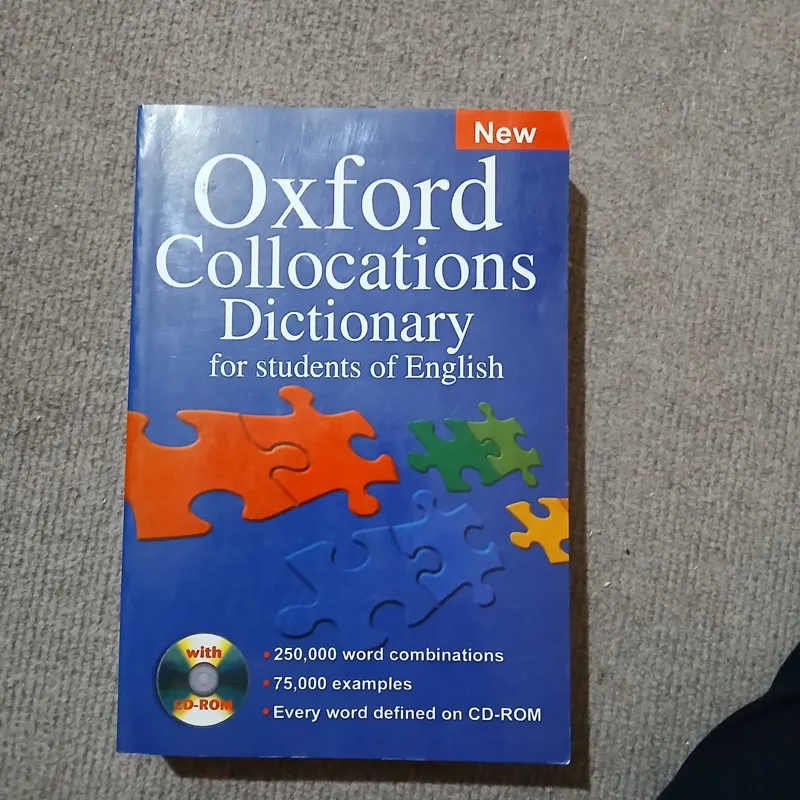 New
Oxford
Collocations
Dictionary
for students of English
with
CD-ROM
250,000 word combinations
75,000 examples
Every word defined on CD-ROM